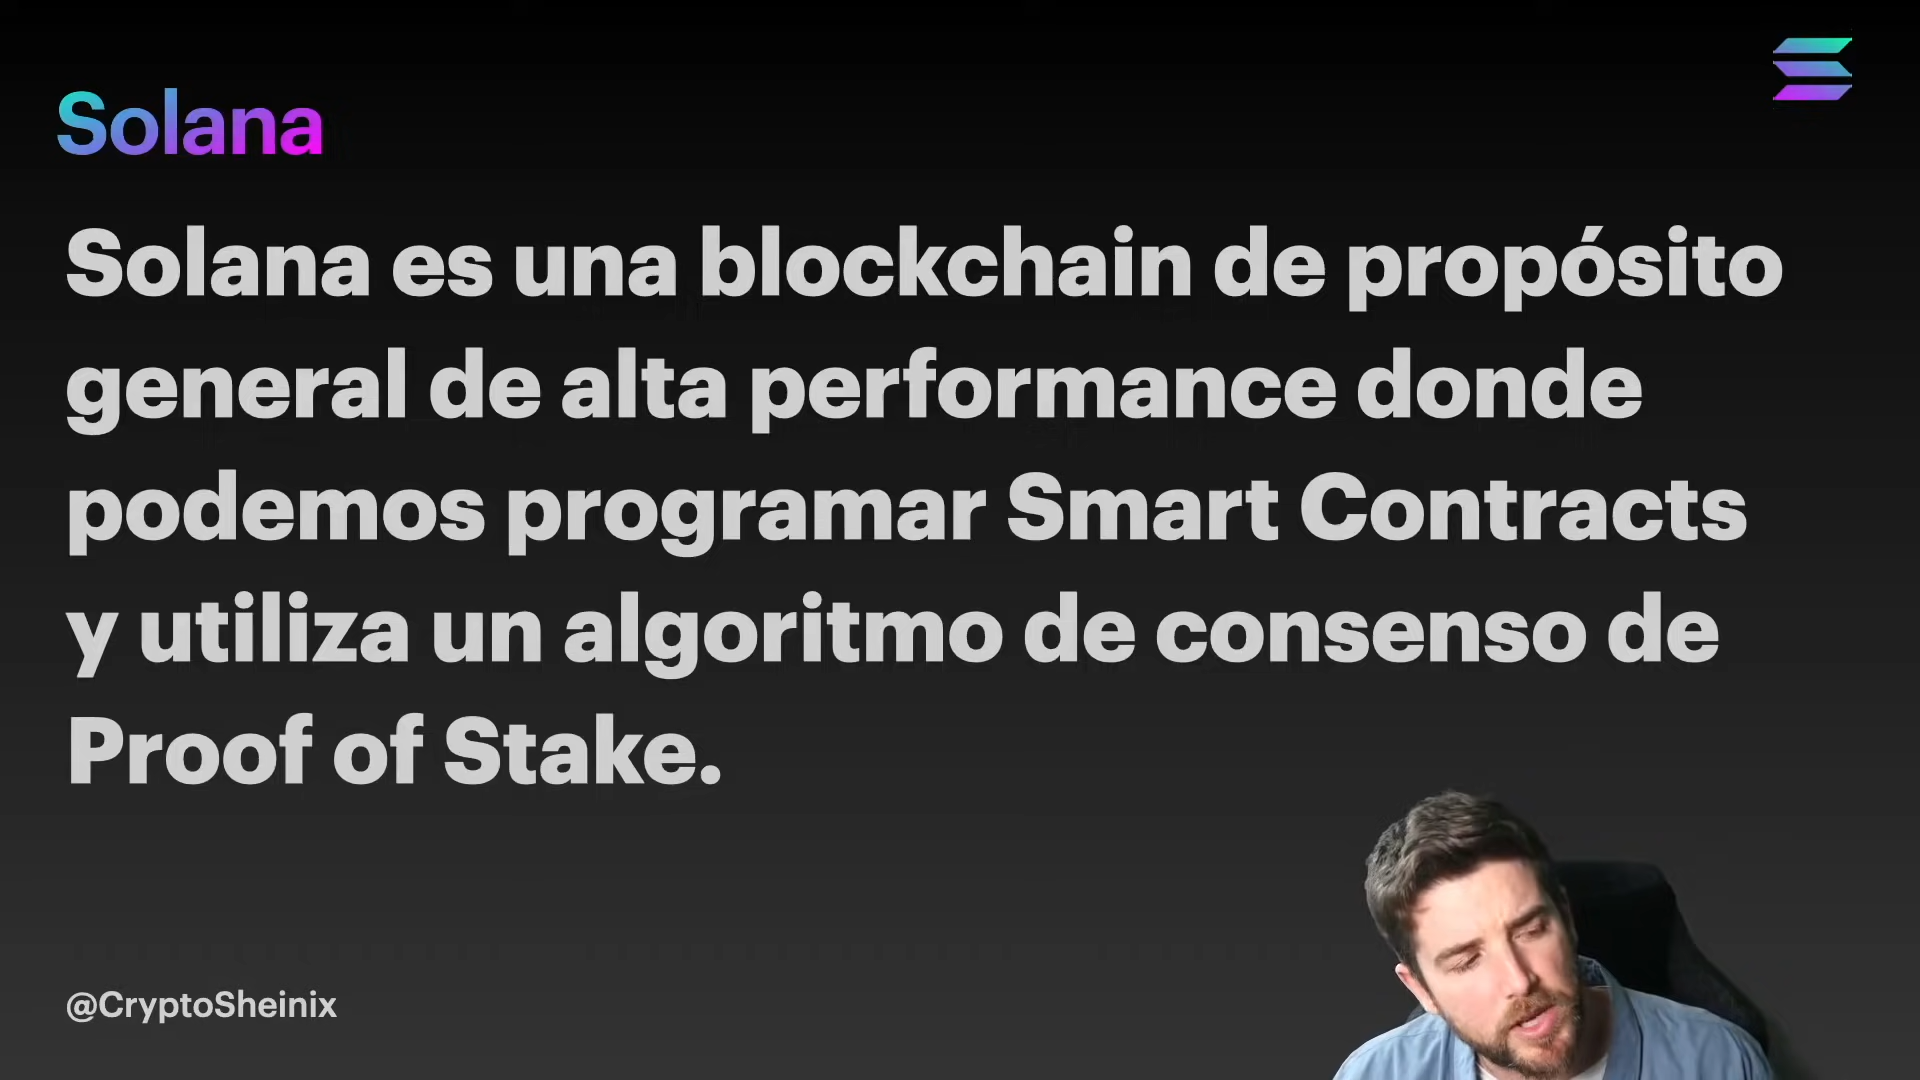 Solana
Solana es una blockchain de propósito
general de alta performance donde
podemos programar Smart Contracts
y utiliza un algoritmo de consenso de
Proof of Stake.
@CryptoSheinix